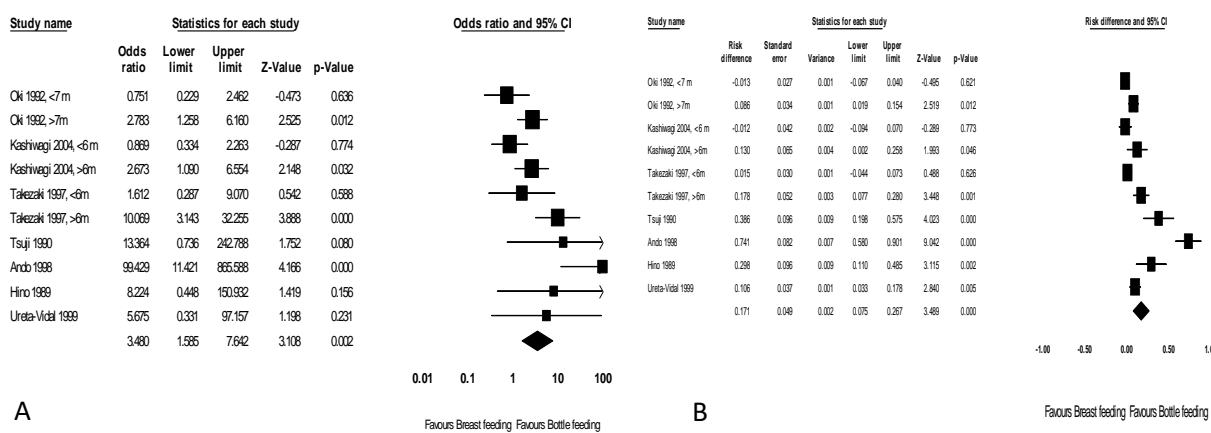 Study name Statistics for each study Odds ratio and 95% CI
Odds ratio Lower limit Upper limit Z-Value p-Value
Oki 1992, <7 m 0.751 0.229 2.462 -0.473 0.636
Oki 1992, >7m 2.783 1.258 6.160 2.525 0.012
Kashiwagi 2004, <6 m 0.869 0.334 2.263 -0.287 0.774
Kashiwagi 2004, >6m 2.673 1.090 6.554 2.148 0.032
Takezaki 1997, <6m 1.612 0.287 9.070 0.542 0.588
Takezaki 1997, >6m 10.069 3.143 32.255 3.888 0.000
Tsuji 1990 13.364 0.736 242.788 1.752 0.080
Ando 1998 99.429 11.421 865.588 4.166 0.000
Hino 1989 8.224 0.448 150.932 1.419 0.156
Ureta-Vidal 1999 5.675 0.331 97.157 1.198 0.231
3.480 1.585 7.642 3.108 0.002
0.01 0.1 1 10 100
Favours Breast feeding Favours Bottle feeding
A
Study name Statistics for each study Risk difference and 95% CI
Risk difference Standard error Variance Lower limit Upper limit Z-Value p-Value
Oki 1992, <7 m -0.013 0.027 0.001 -0.067 0.040 -0.495 0.621
Oki 1992, >7m 0.086 0.034 0.001 0.019 0.154 2.519 0.012
Kashiwagi 2004, <6 m -0.012 0.042 0.002 -0.094 0.070 -0.289 0.773
Kashiwagi 2004, >6m 0.130 0.065 0.004 0.002 0.258 1.993 0.046
Takezaki 1997, <6m 0.015 0.030 0.001 -0.044 0.073 0.488 0.626
Takezaki 1997, >6m 0.178 0.052 0.003 0.077 0.280 3.448 0.001
Tsuji 1990 0.386 0.096 0.009 0.198 0.575 4.023 0.000
Ando 1998 0.741 0.082 0.007 0.580 0.901 9.042 0.000
Hino 1989 0.298 0.096 0.009 0.110 0.485 3.115 0.002
Ureta-Vidal 1999 0.106 0.037 0.001 0.033 0.178 2.840 0.005
0.171 0.049 0.002 0.075 0.267 3.489 0.000
-1.00 -0.50 0.00 0.50 1.0
Favours Breast feeding Favours Bottle feeding
B